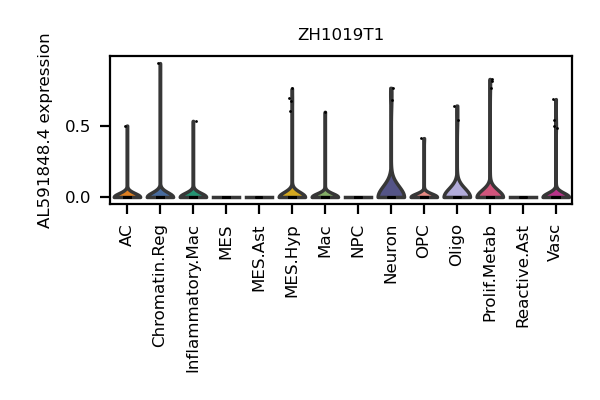 ZH1019T1
AL591848.4 expression
0.5
0.0
AC
Chromatin.Reg
Inflammatory.Mac
MES
MES.Ast
MES.Hyp
Mac
NPC
Neuron
OPC
Oligo
Prolif.Metab
Reactive.Ast
Vasc